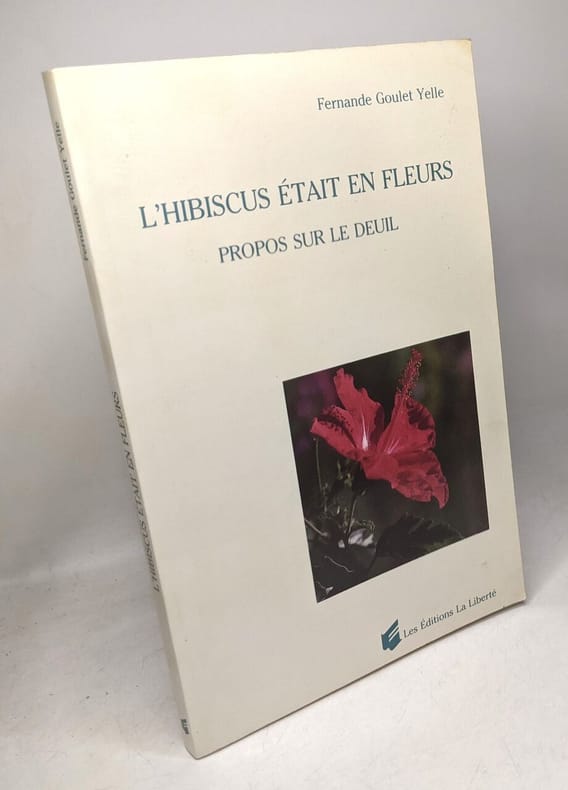 Fernande Goulet Yelle
L'HIBISCUS ÉTAIT EN FLEURS
PROPOS SUR LE DEUIL
Les Éditions La Liberté
Fernande Goulet Yelle
L'HIBISCUS ÉTAIT EN FLEURS